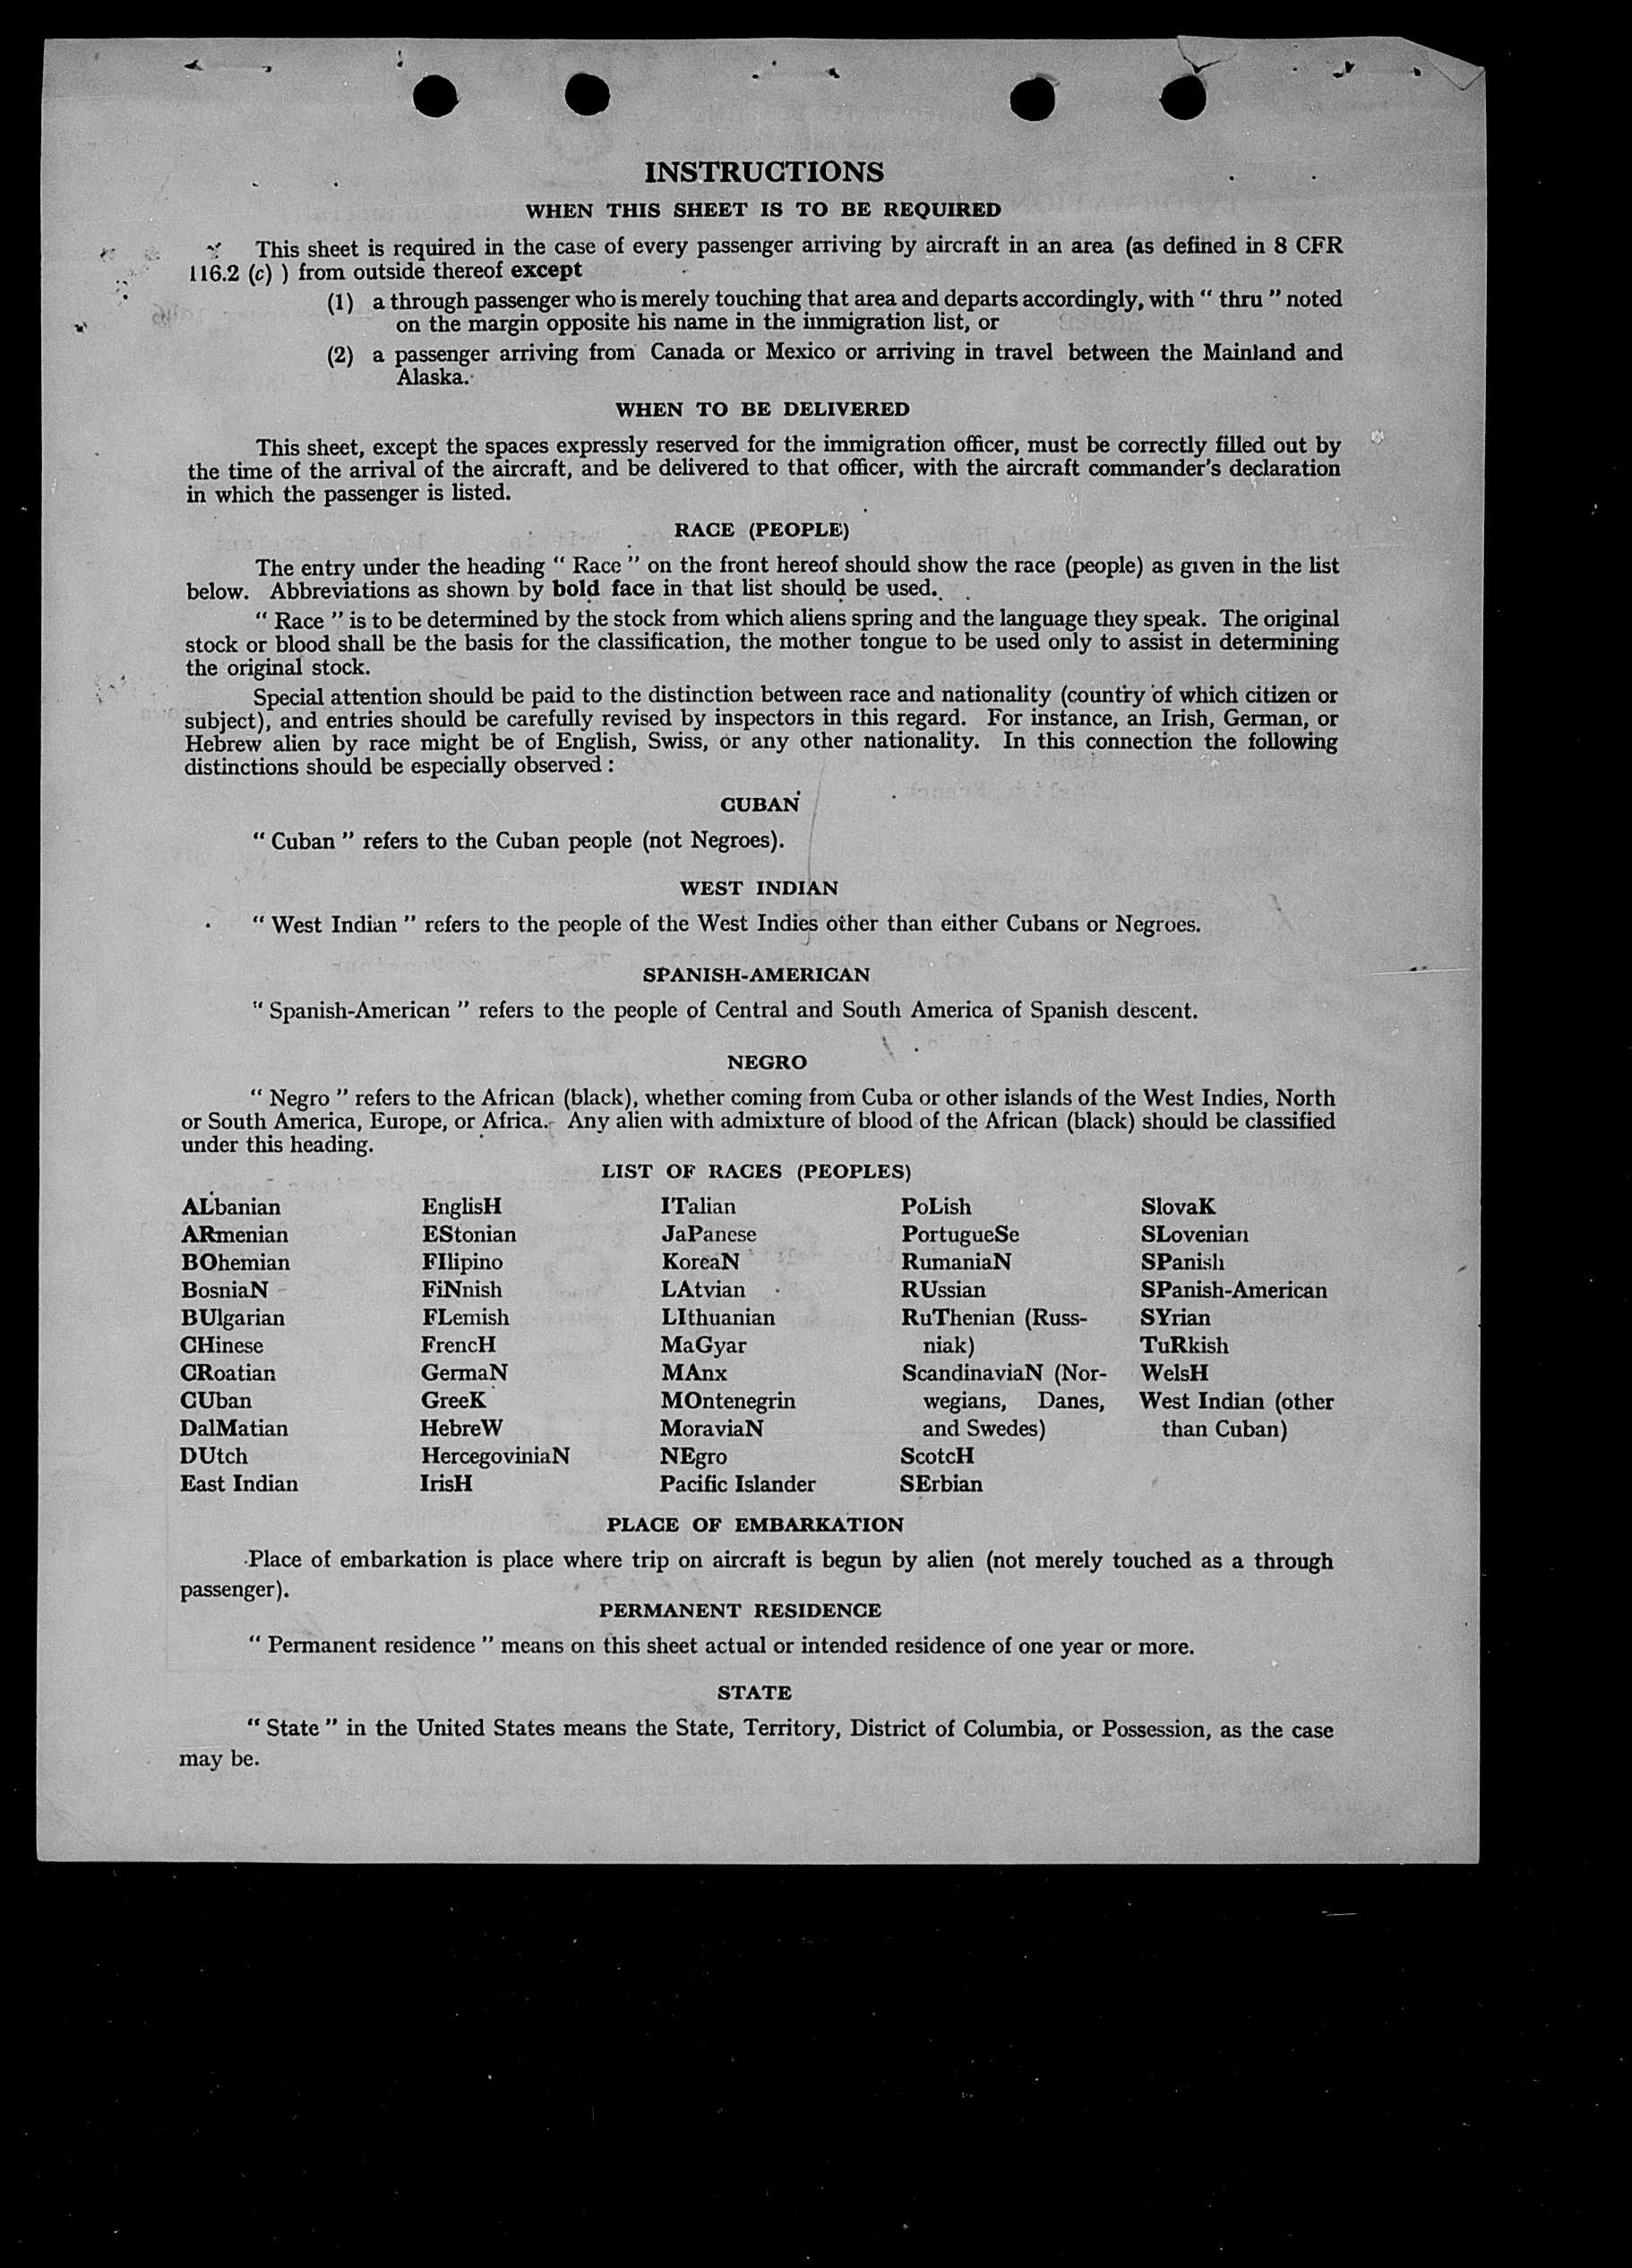 INSTRUCTIONS
WHEN THIS SHEET IS TO BE REQUIRED
This sheet is required in the case of every passenger arriving by aircraft in an area (as defined in 8 CFR
116.2 (c) ) from outside thereof except
(1) a through passenger who is merely touching that area and departs accordingly, with “ thru ” noted
on the margin opposite his name in the immigration list, or
(2) a passenger arriving from Canada or Mexico or arriving in travel between the Mainland and
Alaska.
WHEN TO BE DELIVERED
This sheet, except the spaces expressly reserved for the immigration officer, must be correctly filled out by
the time of the arrival of the aircraft, and be delivered to that officer, with the aircraft commander’s declaration
in which the passenger is listed.
RACE (PEOPLE)
The entry under the heading “ Race ” on the front hereof should show the race (people) as given in the list
below. Abbreviations as shown by bold face in that list should be used.
“ Race ” is to be determined by the stock from which aliens spring and the language they speak. The original
stock or blood shall be the basis for the classification, the mother tongue to be used only to assist in determining
the original stock.
Special attention should be paid to the distinction between race and nationality (country of which citizen or
subject), and entries should be carefully revised by inspectors in this regard. For instance, an Irish, German, or
Hebrew alien by race might be of English, Swiss, or any other nationality. In this connection the following
distinctions should be especially observed :
CUBAN
“ Cuban ” refers to the Cuban people (not Negroes).
WEST INDIAN
“ West Indian ” refers to the people of the West Indies other than either Cubans or Negroes.
SPANISH-AMERICAN
“ Spanish-American ” refers to the people of Central and South America of Spanish descent.
NEGRO
“ Negro ” refers to the African (black), whether coming from Cuba or other islands of the West Indies, North
or South America, Europe, or Africa. Any alien with admixture of blood of the African (black) should be classified
under this heading.
LIST OF RACES (PEOPLES)
ALbanian
ARmenian
BOhemian
BosniaN
BUlgarian
CHinese
CRoatian
CUban
DalMatian
DUtch
East Indian
EnglisH
EStonian
FIlipino
FiNnish
FLemish
FrencH
GermaN
GreeK
HebreW
HercegoviniaN
IrisH
ITalian
JaPanese
KoreaN
LAtvian
LIthuanian
MaGyar
MAnx
MOntenegrin
MoraviaN
NEgro
Pacific Islander
PoLish
PortugueSe
RumaniaN
RUssian
RuThenian (Russ-
niak)
ScandinaviaN (Nor-
wegians, Danes,
and Swedes)
ScotcH
SErbian
SlovaK
SLovenian
SPanish
SPanish-American
SYrian
TuRkish
WelsH
West Indian (other
than Cuban)
PLACE OF EMBARKATION
Place of embarkation is place where trip on aircraft is begun by alien (not merely touched as a through
passenger).
PERMANENT RESIDENCE
“ Permanent residence ” means on this sheet actual or intended residence of one year or more.
STATE
“ State ” in the United States means the State, Territory, District of Columbia, or Possession, as the case
may be.